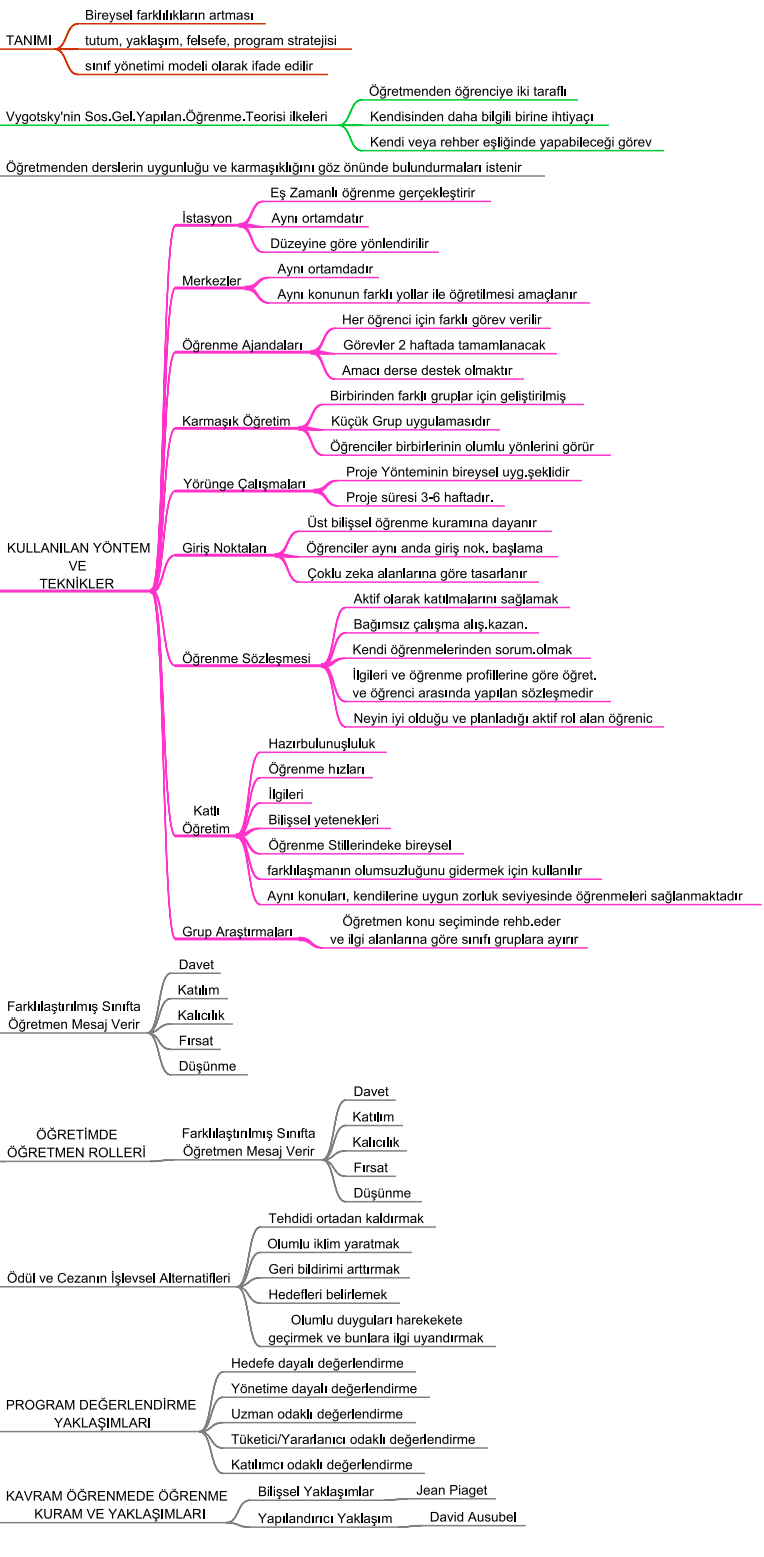 Bireysel farklılıkların artması
TANIMI
tutum, yaklaşım, felsefe, program stratejisi
sınıf yönetimi modeli olarak ifade edilir
Öğretmenden öğrenciye iki taraflı
Vygotsky'nin Sos.Gel.Yapılan.Öğrenme.Teorisi ilkeleri
Kendisinden daha bilgili birine ihtiyaçı
Kendi veya rehber eşliğinde yapabileceği görev
Öğretmenden derslerin uygunluğu ve karmaşıklığını göz önünde bulundurmaları istenir
KULLANILAN YÖNTEM
VE
TEKNİKLER
İstasyon
Eş Zamanlı öğrenme gerçekleştirir
Aynı ortamdatır
Düzeyine göre yönlendirilir
Merkezler
Aynı ortamdadır
Aynı konunun farklı yollar ile öğretilmesi amaçlanır
Öğrenme Ajandaları
Her öğrenci için farklı görev verilir
Görevler 2 haftada tamamlanacak
Amacı derse destek olmaktır
Karmaşık Öğretim
Birbirinden farklı gruplar için geliştirilmiş
Küçük Grup uygulamasıdır
Öğrenciler birbirlerinin olumlu yönlerini görür
Yörünge Çalışmaları
Proje Yönteminin bireysel uyg.şeklidir
Proje süresi 3-6 haftadır.
Giriş Noktaları
Üst bilişsel öğrenme kuramına dayanır
Öğrenciler aynı anda giriş nok. başlama
Çoklu zeka alanlarına göre tasarlanır
Öğrenme Sözleşmesi
Aktif olarak katılmalarını sağlamak
Bağımsız çalışma alış.kazan.
Kendi öğrenmelerinden sorum.olmak
İlgileri ve öğrenme profillerine göre öğret.
ve öğrenci arasında yapılan sözleşmedir
Neyin iyi olduğu ve planladığı aktif rol alan öğrenic
Katlı
Öğretim
Hazırbulunuşluluk
Öğrenme hızları
İlgileri
Bilişsel yetenekleri
Öğrenme Stillerindeke bireysel
farklılaşmanın olumsuzluğunu gidermek için kullanılır
Aynı konuları, kendilerine uygun zorluk seviyesinde öğrenmeleri sağlanmaktadır
Grup Araştırmaları
Öğretmen konu seçiminde rehb.eder
ve ilgi alanlarına göre sınıfı gruplara ayırır
Farklılaştırılmış Sınıfta
Öğretmen Mesaj Verir
Davet
Katılım
Kalıcılık
Fırsat
Düşünme
ÖĞRETİMDE
ÖĞRETMEN ROLLERİ
Farklılaştırılmış Sınıfta
Öğretmen Mesaj Verir
Davet
Katılım
Kalıcılık
Fırsat
Düşünme
Ödül ve Cezanın İşlevsel Alternatifleri
Tehdidi ortadan kaldırmak
Olumlu iklim yaratmak
Geri bildirimi arttırmak
Hedefleri belirlemek
Olumlu duyguları harekekete
geçirmek ve bunlara ilgi uyandırmak
PROGRAM DEĞERLENDİRME
YAKLAŞIMLARI
Hedefe dayalı değerlendirme
Yönetime dayalı değerlendirme
Uzman odaklı değerlendirme
Tüketici/Yararlanıcı odaklı değerlendirme
Katılımcı odaklı değerlendirme
KAVRAM ÖĞRENMEDE ÖĞRENME
KURAM VE YAKLAŞIMLARI
Bilişsel Yaklaşımlar
Jean Piaget
Yapılandırıcı Yaklaşım
David Ausubel